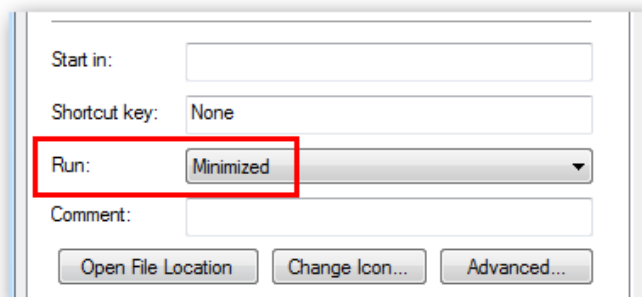 Start in:
Shortcut key: None
Run: Minimized
Comment:
Open File Location Change Icon... Advanced...